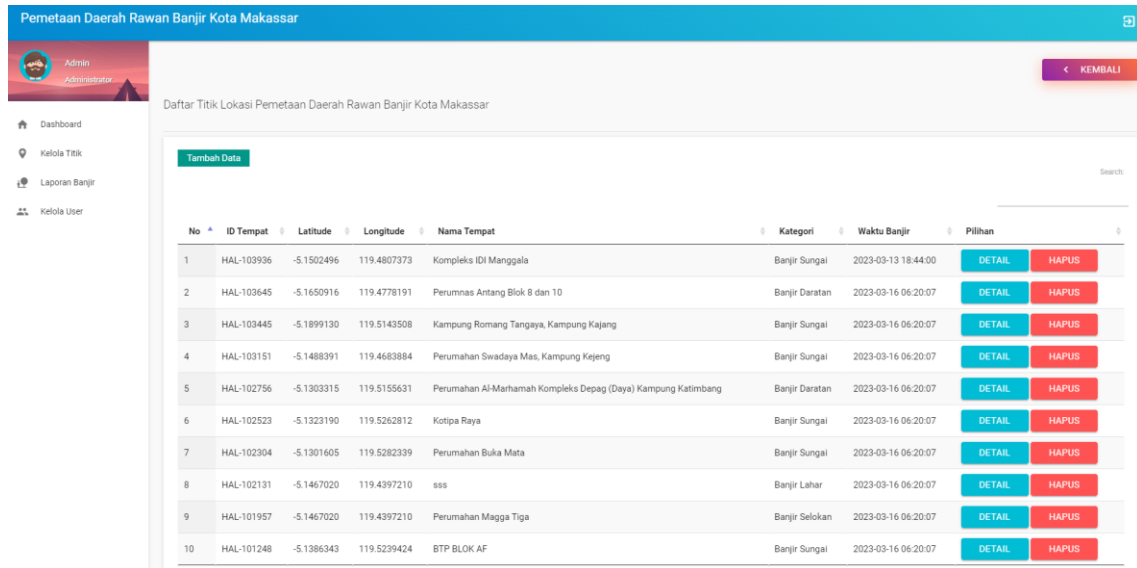 Pemetaan Daerah Rawan Banjir Kota Makassar
Admin
Administrator
KEMBALI
Daftar Titik Lokasi Pemetaan Daerah Rawan Banjir Kota Makassar
Dashboard
Kelola Titik
Laporan Banjir
Kelola User
Tambah Data
Search:
No ID Tempat Latitude Longitude Nama Tempat Kategori Waktu Banjir Pilihan
1 HAL-103936 -5.1502496 119.4807373 Kompleks IDI Manggala Banjir Sungai 2023-03-13 18:44:00 DETAIL HAPUS
2 HAL-103645 -5.1650916 119.4778191 Perumnas Antang Blok 8 dan 10 Banjir Daratan 2023-03-16 06:20:07 DETAIL HAPUS
3 HAL-103445 -5.1899130 119.5143508 Kampung Romang Tangaya, Kampung Kajang Banjir Sungai 2023-03-16 06:20:07 DETAIL HAPUS
4 HAL-103151 -5.1488391 119.4683884 Perumahan Swadaya Mas, Kampung Kejeng Banjir Sungai 2023-03-16 06:20:07 DETAIL HAPUS
5 HAL-102756 -5.1303315 119.5155631 Perumahan Al-Marhamah Kompleks Depag (Daya) Kampung Katimbang Banjir Daratan 2023-03-16 06:20:07 DETAIL HAPUS
6 HAL-102523 -5.1323190 119.5262812 Kotipa Raya Banjir Sungai 2023-03-16 06:20:07 DETAIL HAPUS
7 HAL-102304 -5.1301605 119.5282339 Perumahan Buka Mata Banjir Sungai 2023-03-16 06:20:07 DETAIL HAPUS
8 HAL-102131 -5.1467020 119.4397210 sss Banjir Lahar 2023-03-16 06:20:07 DETAIL HAPUS
9 HAL-101957 -5.1467020 119.4397210 Perumahan Magga Tiga Banjir Selokan 2023-03-16 06:20:07 DETAIL HAPUS
10 HAL-101248 -5.1386343 119.5239424 BTP BLOK AF Banjir Sungai 2023-03-16 06:20:07 DETAIL HAPUS